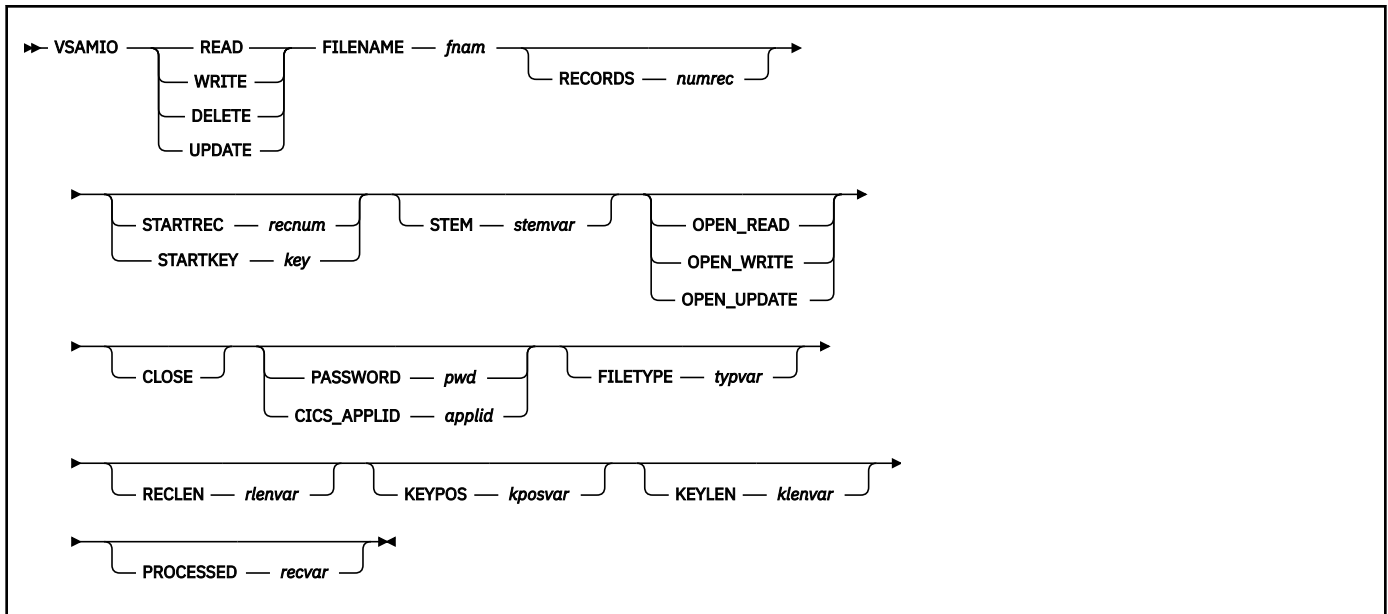 VSAMIO READ FILENAME fnam
RECORDS numrec
WRITE
DELETE
UPDATE
STARTREC recnum STEM stemvar OPEN_READ
STARTKEY key OPEN_WRITE
OPEN_UPDATE
CLOSE PASSWORD pwd FILETYPE typvar
CICS_APPLID applid
RECLEN rlenvar KEYPOS kposvar KEYLEN klenvar
PROCESSED recvar